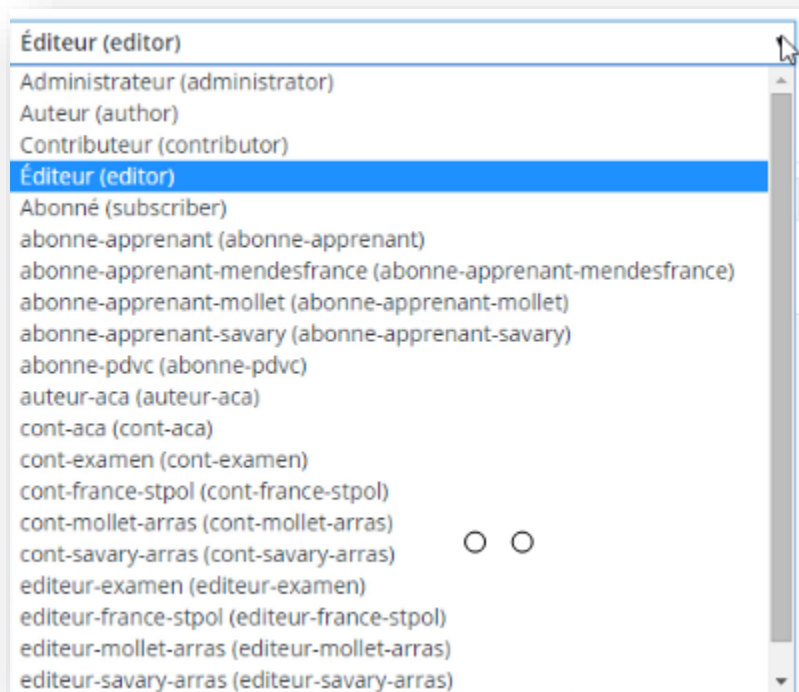 Éditeur (editor)
Administrateur (administrator)
Auteur (author)
Contributeur (contributor)
Éditeur (editor)
Abonné (subscriber)
abonne-apprenant (abonne-apprenant)
abonne-apprenant-mendesfrance (abonne-apprenant-mendesfrance)
abonne-apprenant-mollet (abonne-apprenant-mollet)
abonne-apprenant-savary (abonne-apprenant-savary)
abonne-pdvc (abonne-pdvc)
auteur-aca (auteur-aca)
cont-aca (cont-aca)
cont-examen (cont-examen)
cont-france-stpol (cont-france-stpol)
cont-mollet-arras (cont-mollet-arras)
cont-savary-arras (cont-savary-arras)
editeur-examen (editeur-examen)
editeur-france-stpol (editeur-france-stpol)
editeur-mollet-arras (editeur-mollet-arras)
editeur-savary-arras (editeur-savary-arras)